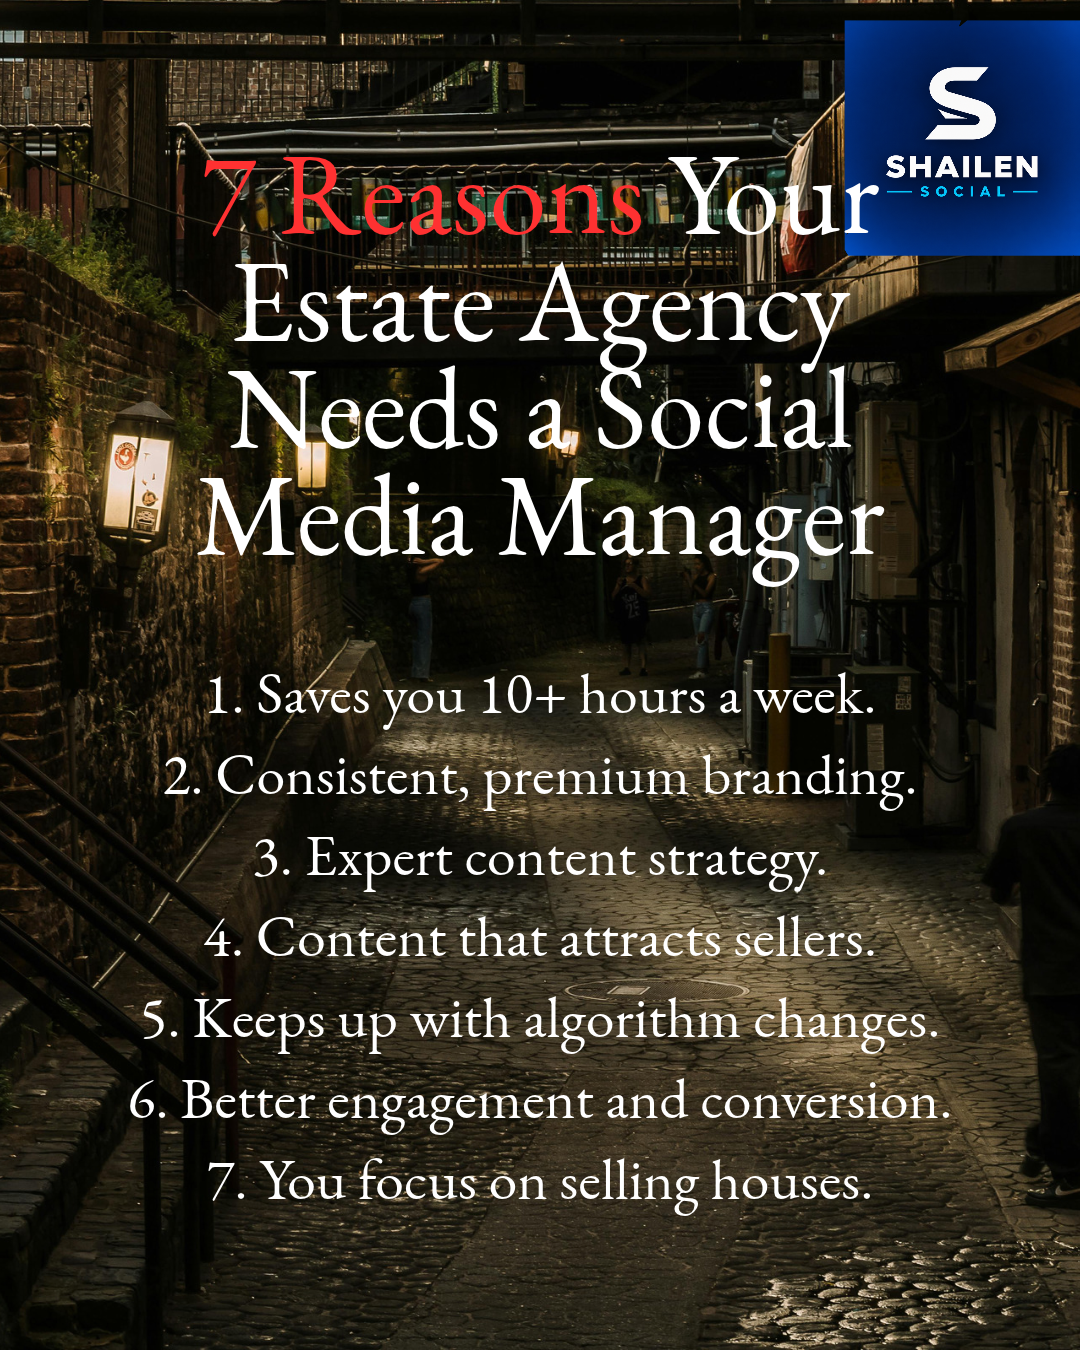 SHAILEN
SOCIAL
7 Reasons Your
Estate Agency
Needs a Social
Media Manager
1. Saves you 10+ hours a week.
2. Consistent, premium branding.
3. Expert content strategy.
4. Content that attracts sellers.
5. Keeps up with algorithm changes.
6. Better engagement and conversion.
7. You focus on selling houses.